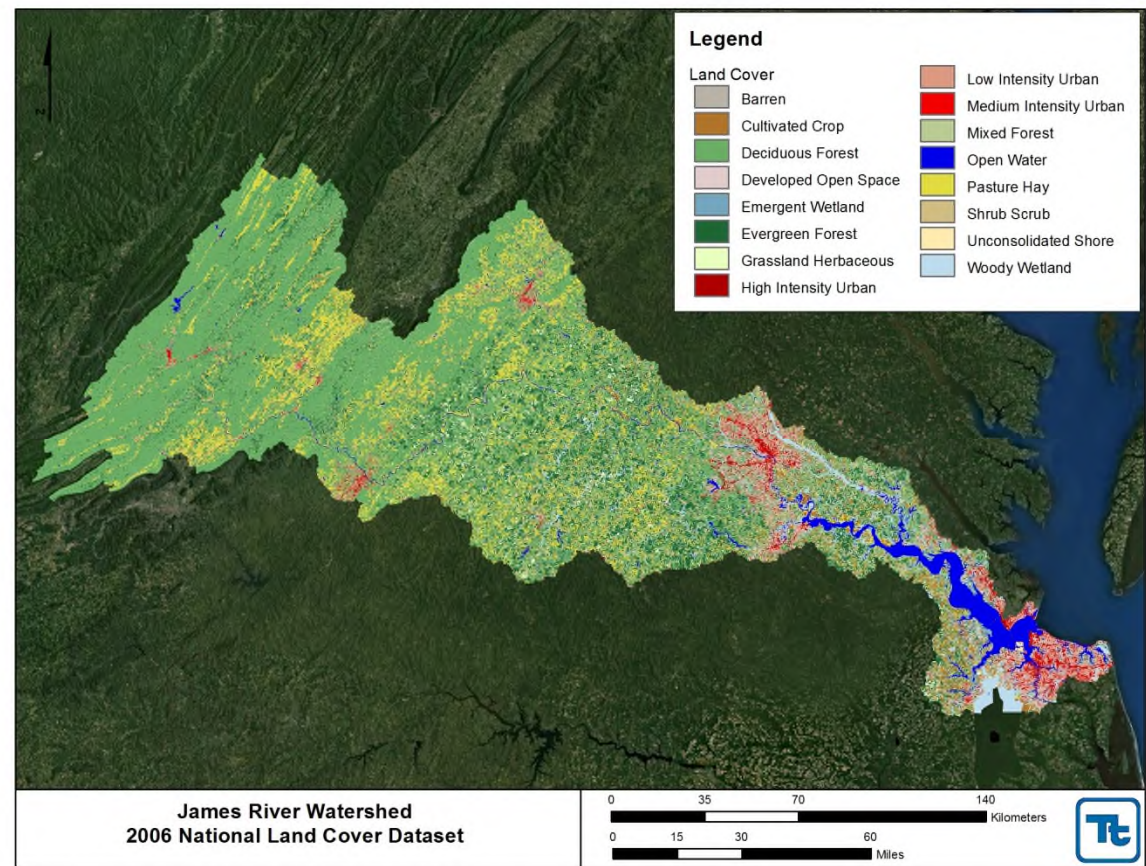 Legend
Land Cover
Barren
Cultivated Crop
Deciduous Forest
Developed Open Space
Emergent Wetland
Evergreen Forest
Grassland Herbaceous
High Intensity Urban
Low Intensity Urban
Medium Intensity Urban
Mixed Forest
Open Water
Pasture Hay
Shrub Scrub
Unconsolidated Shore
Woody Wetland
N
James River Watershed
2006 National Land Cover Dataset
0 35 70 140
Kilometers
0 15 30 60
Miles
Tt